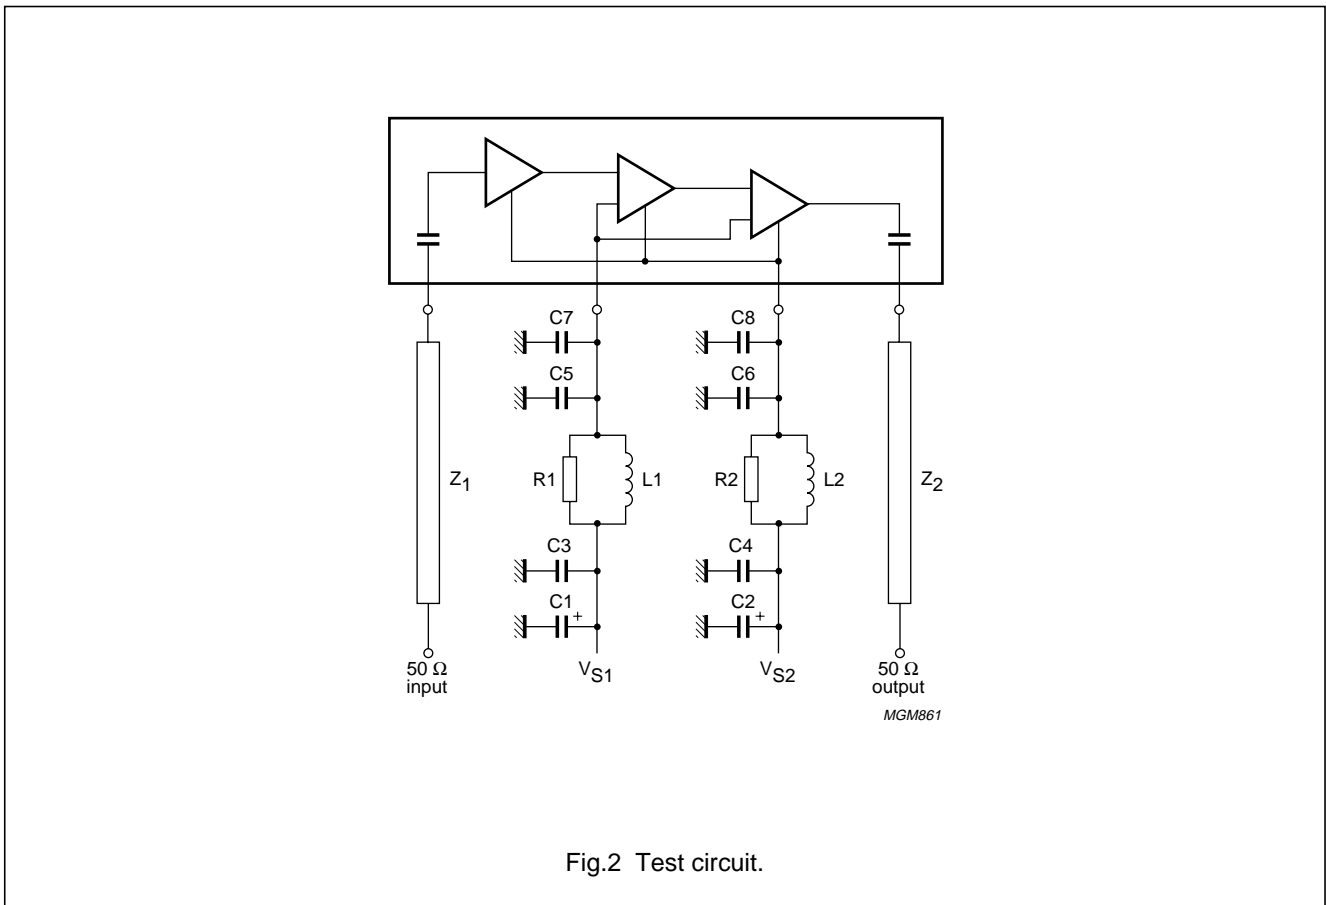 C7 C8
C5 C6
Z1 R1 L1 R2 L2 Z2
C3 C4
C1 + C2 +
50 Ω input VS1 VS2 50 Ω output
MGM861
Fig.2 Test circuit.